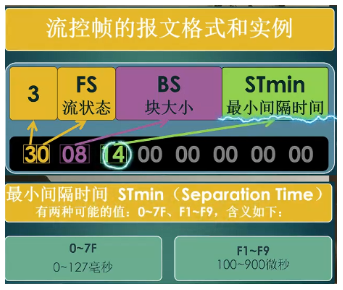 流控帧的报文格式和实例
3 FS BS STmin
流状态 块大小 最小间隔时间
30 08 14 00 00 00 00 00
最小间隔时间 STmin（Separation Time）
有两种可能的值：0~7F、F1~F9，含义如下：
0~7F F1~F9
0~127毫秒 100~900微秒